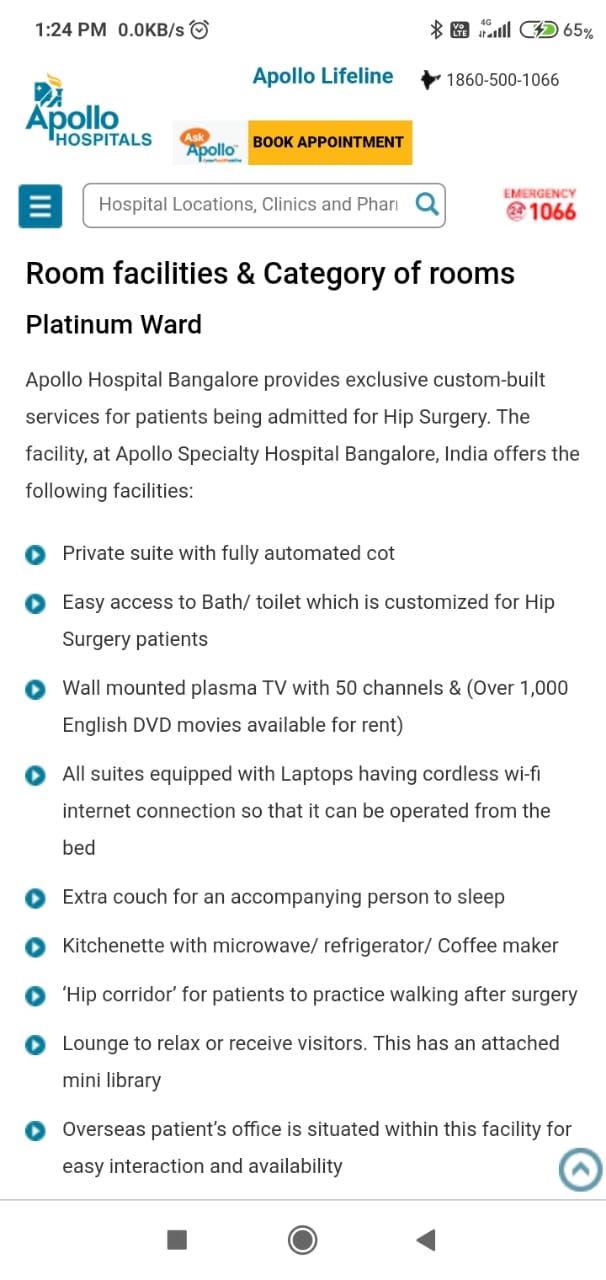 1:24 PM 0.0KB/s
Vo LTE 4G 65%
Apollo Lifeline 1860-500-1066
Apollo
HOSPITALS
Ask
Apollo
BOOK APPOINTMENT
Hospital Locations, Clinics and Phar
EMERGENCY
24 1066
Room facilities & Category of rooms
Platinum Ward
Apollo Hospital Bangalore provides exclusive custom-built
services for patients being admitted for Hip Surgery. The
facility, at Apollo Specialty Hospital Bangalore, India offers the
following facilities:
Private suite with fully automated cot
Easy access to Bath/ toilet which is customized for Hip
Surgery patients
Wall mounted plasma TV with 50 channels & (Over 1,000
English DVD movies available for rent)
All suites equipped with Laptops having cordless wi-fi
internet connection so that it can be operated from the
bed
Extra couch for an accompanying person to sleep
Kitchenette with microwave/ refrigerator/ Coffee maker
‘Hip corridor’ for patients to practice walking after surgery
Lounge to relax or receive visitors. This has an attached
mini library
Overseas patient’s office is situated within this facility for
easy interaction and availability